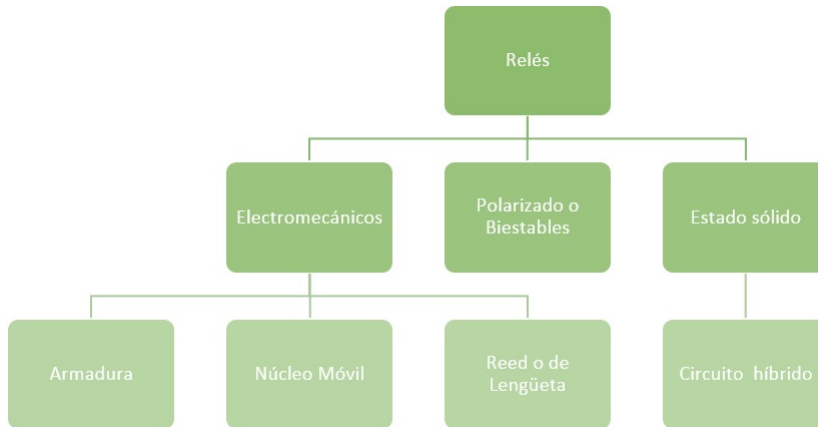 Relés
Electromecánicos
Polarizado o
Biestables
Estado sólido
Armadura
Núcleo Móvil
Reed o de
Lengüeta
Circuito híbrido